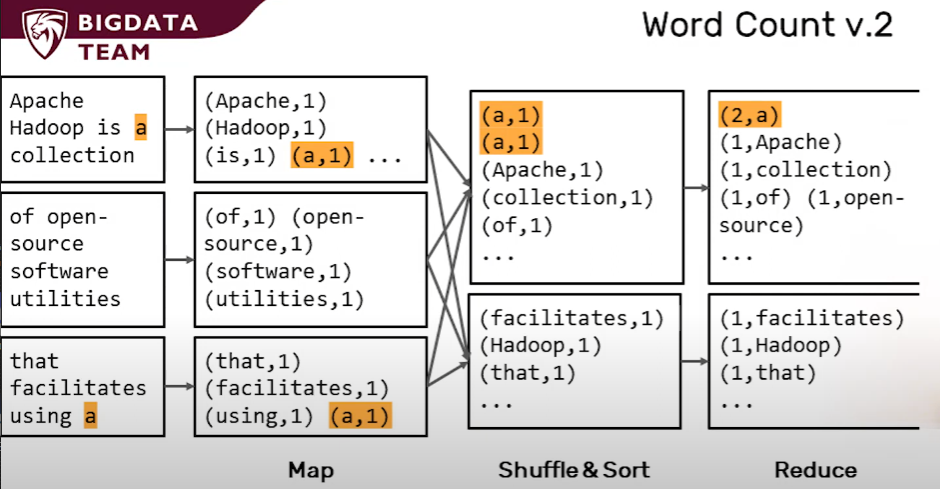 BIGDATA
TEAM
Word Count v.2
Apache
Hadoop is a
collection
(Apache,1)
(Hadoop,1)
(is,1) (a,1) ...
of open-
source
software
utilities
(of,1) (open-
source,1)
(software,1)
(utilities,1)
that
facilitates
using a
(that,1)
(facilitates,1)
(using,1) (a,1)
(a,1)
(a,1)
(Apache,1)
(collection,1)
(of,1)
...
(facilitates,1)
(Hadoop,1)
(that,1)
...
(2,a)
(1,Apache)
(1,collection)
(1,of) (1,open-
source)
...
(1,facilitates)
(1,Hadoop)
(1,that)
...
Map
Shuffle & Sort
Reduce